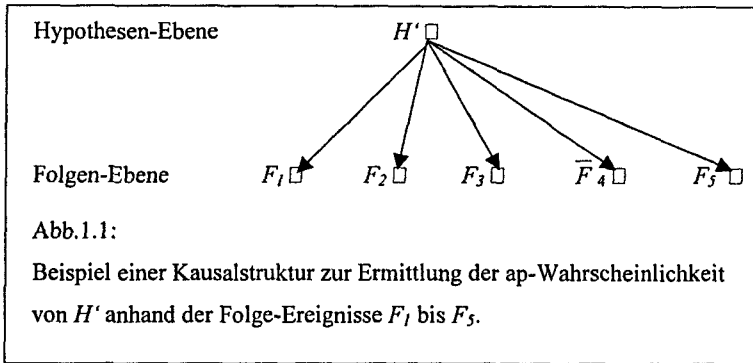 Hypothesen-Ebene H‘
Folgen-Ebene F1 F2 F3 F̅4 F5
Abb.1.1:
Beispiel einer Kausalstruktur zur Ermittlung der ap-Wahrscheinlichkeit
von H‘ anhand der Folge-Ereignisse F1 bis F5.